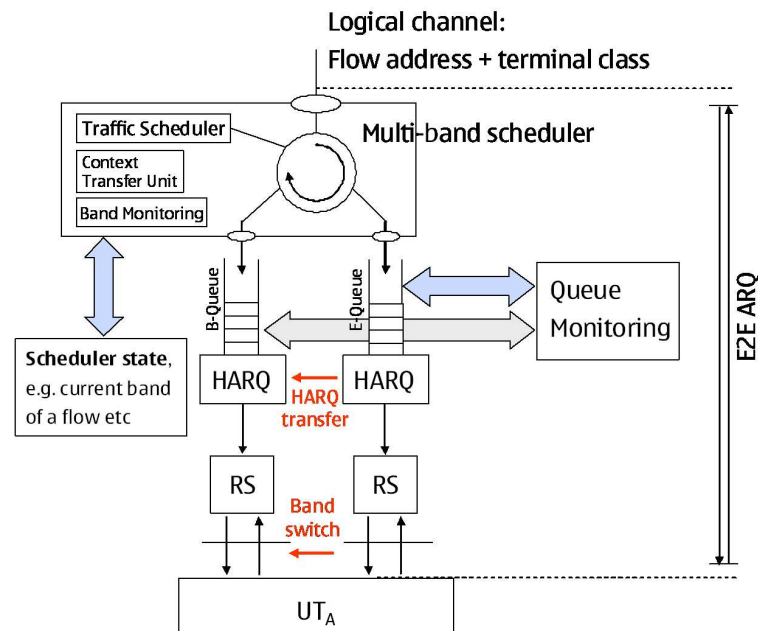 Logical channel:
Flow address + terminal class
Traffic Scheduler
Multi-band scheduler
Context
Transfer Unit
Band Monitoring
B-Queue
E-Queue
Queue
Monitoring
E2E ARQ
Scheduler state,
e.g. current band
of a flow etc
HARQ
HARQ
HARQ
transfer
RS
RS
Band
switch
UTA